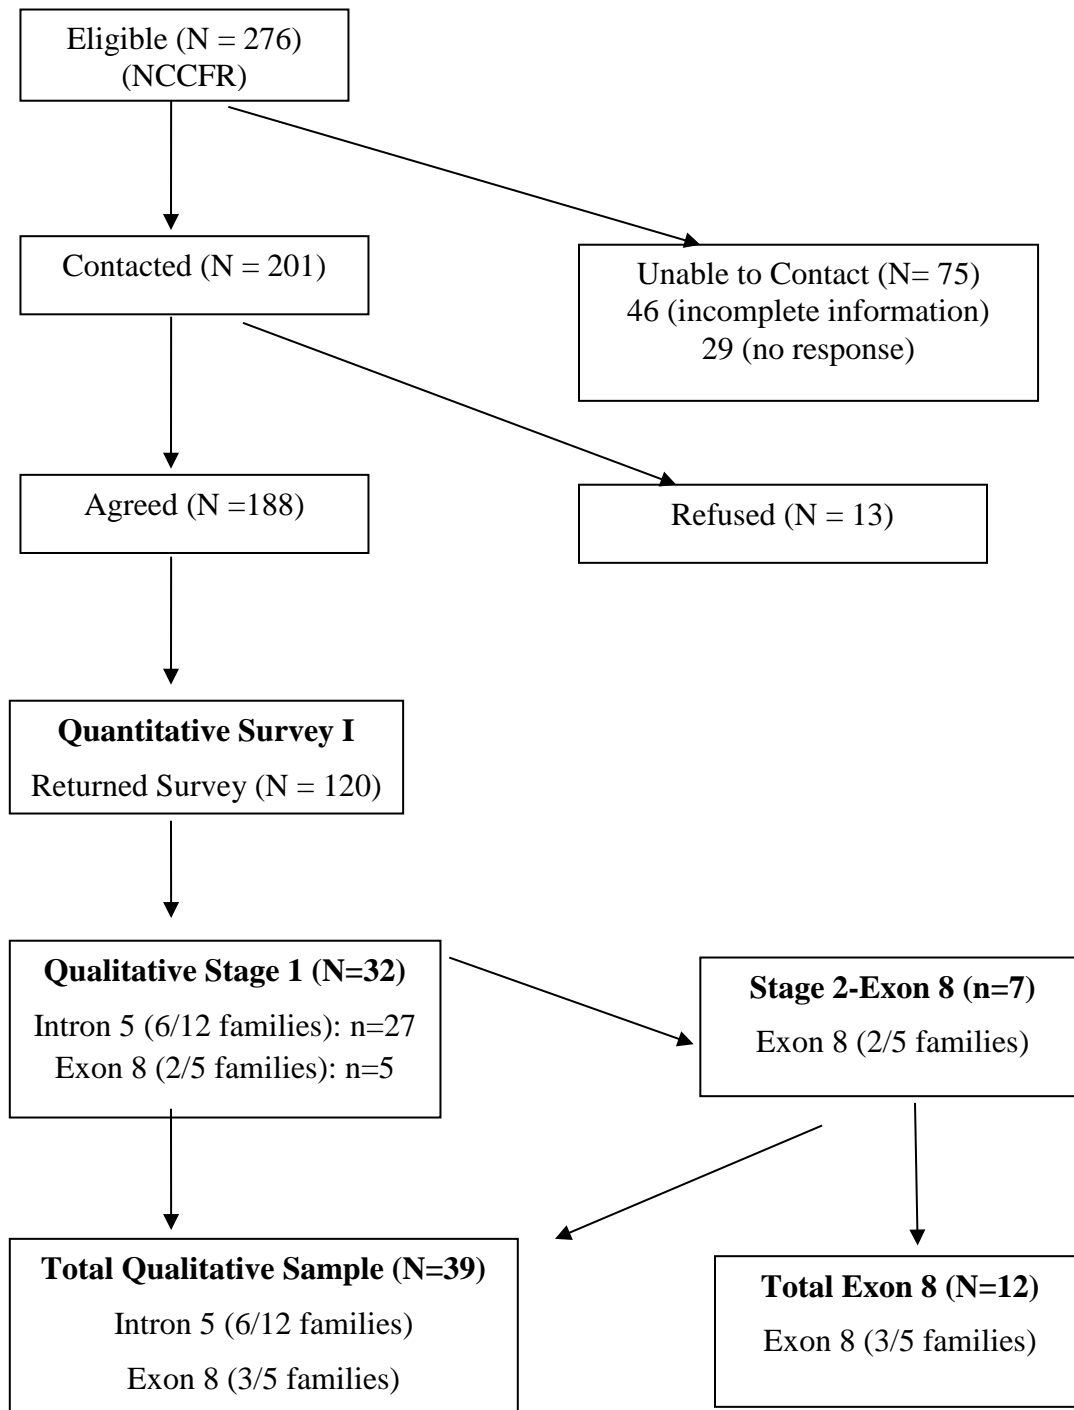 Eligible (N = 276)
(NCCFR)
Contacted (N = 201)
Unable to Contact (N= 75)
46 (incomplete information)
29 (no response)
Agreed (N =188)
Refused (N = 13)
Quantitative Survey I
Returned Survey (N = 120)
Qualitative Stage 1 (N=32)
Intron 5 (6/12 families): n=27
Exon 8 (2/5 families): n=5
Stage 2-Exon 8 (n=7)
Exon 8 (2/5 families)
Total Qualitative Sample (N=39)
Intron 5 (6/12 families)
Exon 8 (3/5 families)
Total Exon 8 (N=12)
Exon 8 (3/5 families)